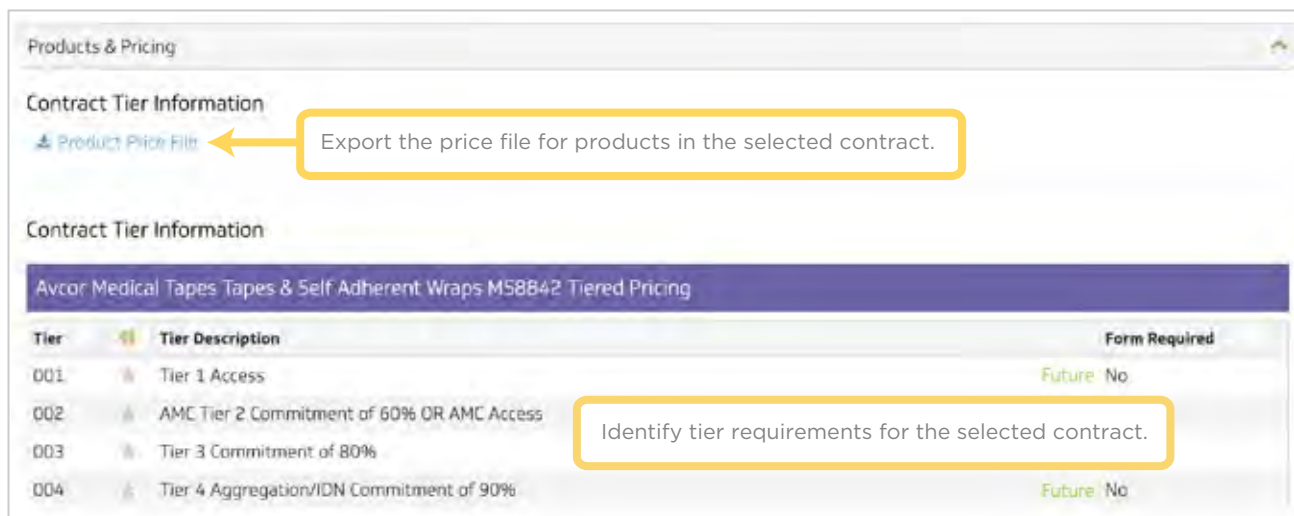 Products & Pricing
Contract Tier Information
Product Price File
Export the price file for products in the selected contract.
Contract Tier Information
Avcor Medical Tapes Tapes & Self Adherent Wraps MS8842 Tiered Pricing
Tier Tier Description Form Required
001 Tier 1 Access Future No
002 AMC Tier 2 Commitment of 60% OR AMC Access
Identify tier requirements for the selected contract.
003 Tier 3 Commitment of 80%
004 Tier 4 Aggregation/IDN Commitment of 90% Future No